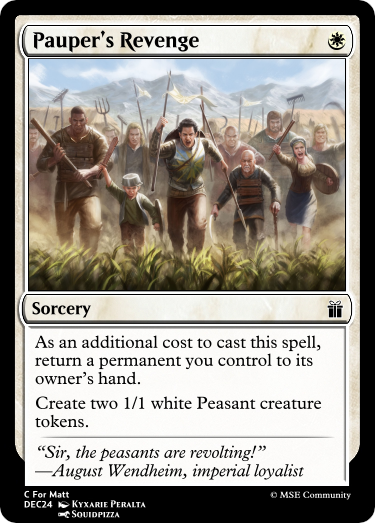 Pauper's Revenge
Sorcery
As an additional cost to cast this spell,
return a permanent you control to its
owner's hand.
Create two 1/1 white Peasant creature
tokens.
“Sir, the peasants are revolting!”
—August Wendheim, imperial loyalist
C For Matt
DEC24 Kyxarie Peralta
Squidpizza
© MSE Community